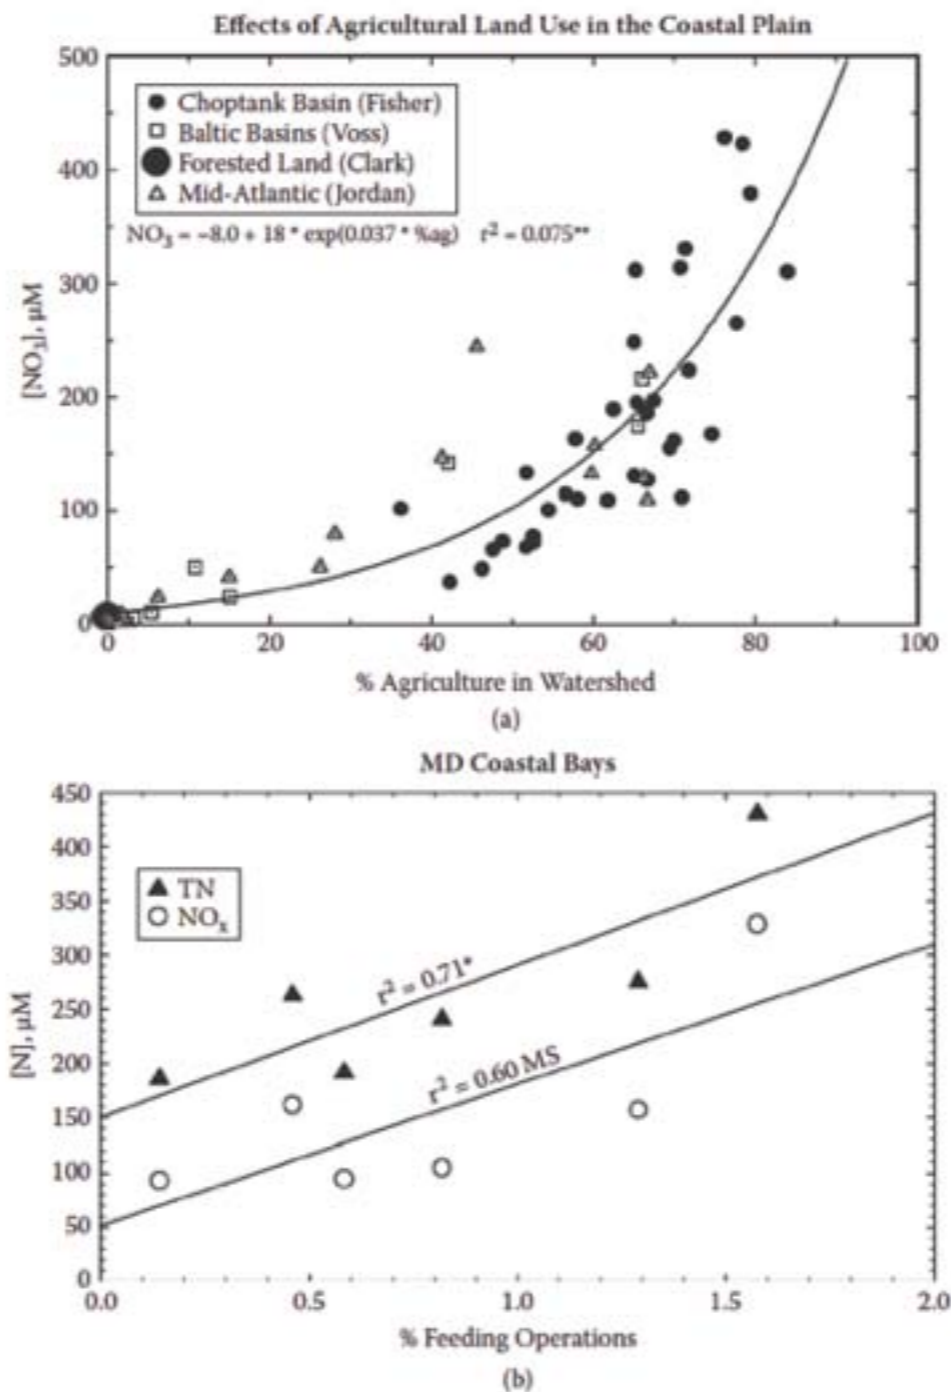 Effects of Agricultural Land Use in the Coastal Plain
500
400
300
200
100
0
[NO₃], µM
Choptank Basin (Fisher)
Baltic Basins (Voss)
Forested Land (Clark)
Mid-Atlantic (Jordan)
NO₃ = −8.0 + 18 * exp(0.037 * %ag) r² = 0.075**
0 20 40 60 80 100
% Agriculture in Watershed
(a)
MD Coastal Bays
450
400
350
300
250
200
150
100
50
0
[N], µM
TN
NOₓ
r² = 0.71*
r² = 0.60 MS
0.0 0.5 1.0 1.5 2.0
% Feeding Operations
(b)